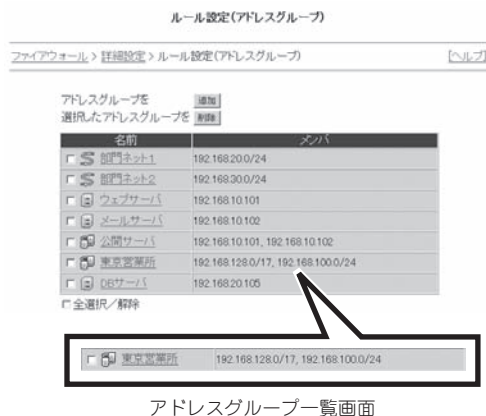 ルール設定(アドレスグループ)
ファイアウォール > 詳細設定 > ルール設定(アドレスグループ) [ヘルプ]
アドレスグループを 追加
選択したアドレスグループを 削除
名前 メンバ
部門ネット1 192.168.20.0/24
部門ネット2 192.168.30.0/24
ウェブサーバ 192.168.10.101
メールサーバ 192.168.10.102
公開サーバ 192.168.10.101, 192.168.10.102
東京営業所 192.168.128.0/17, 192.168.100.0/24
DBサーバ 192.168.20.105
全選択/解除
東京営業所 192.168.128.0/17, 192.168.100.0/24
アドレスグループ一覧画面